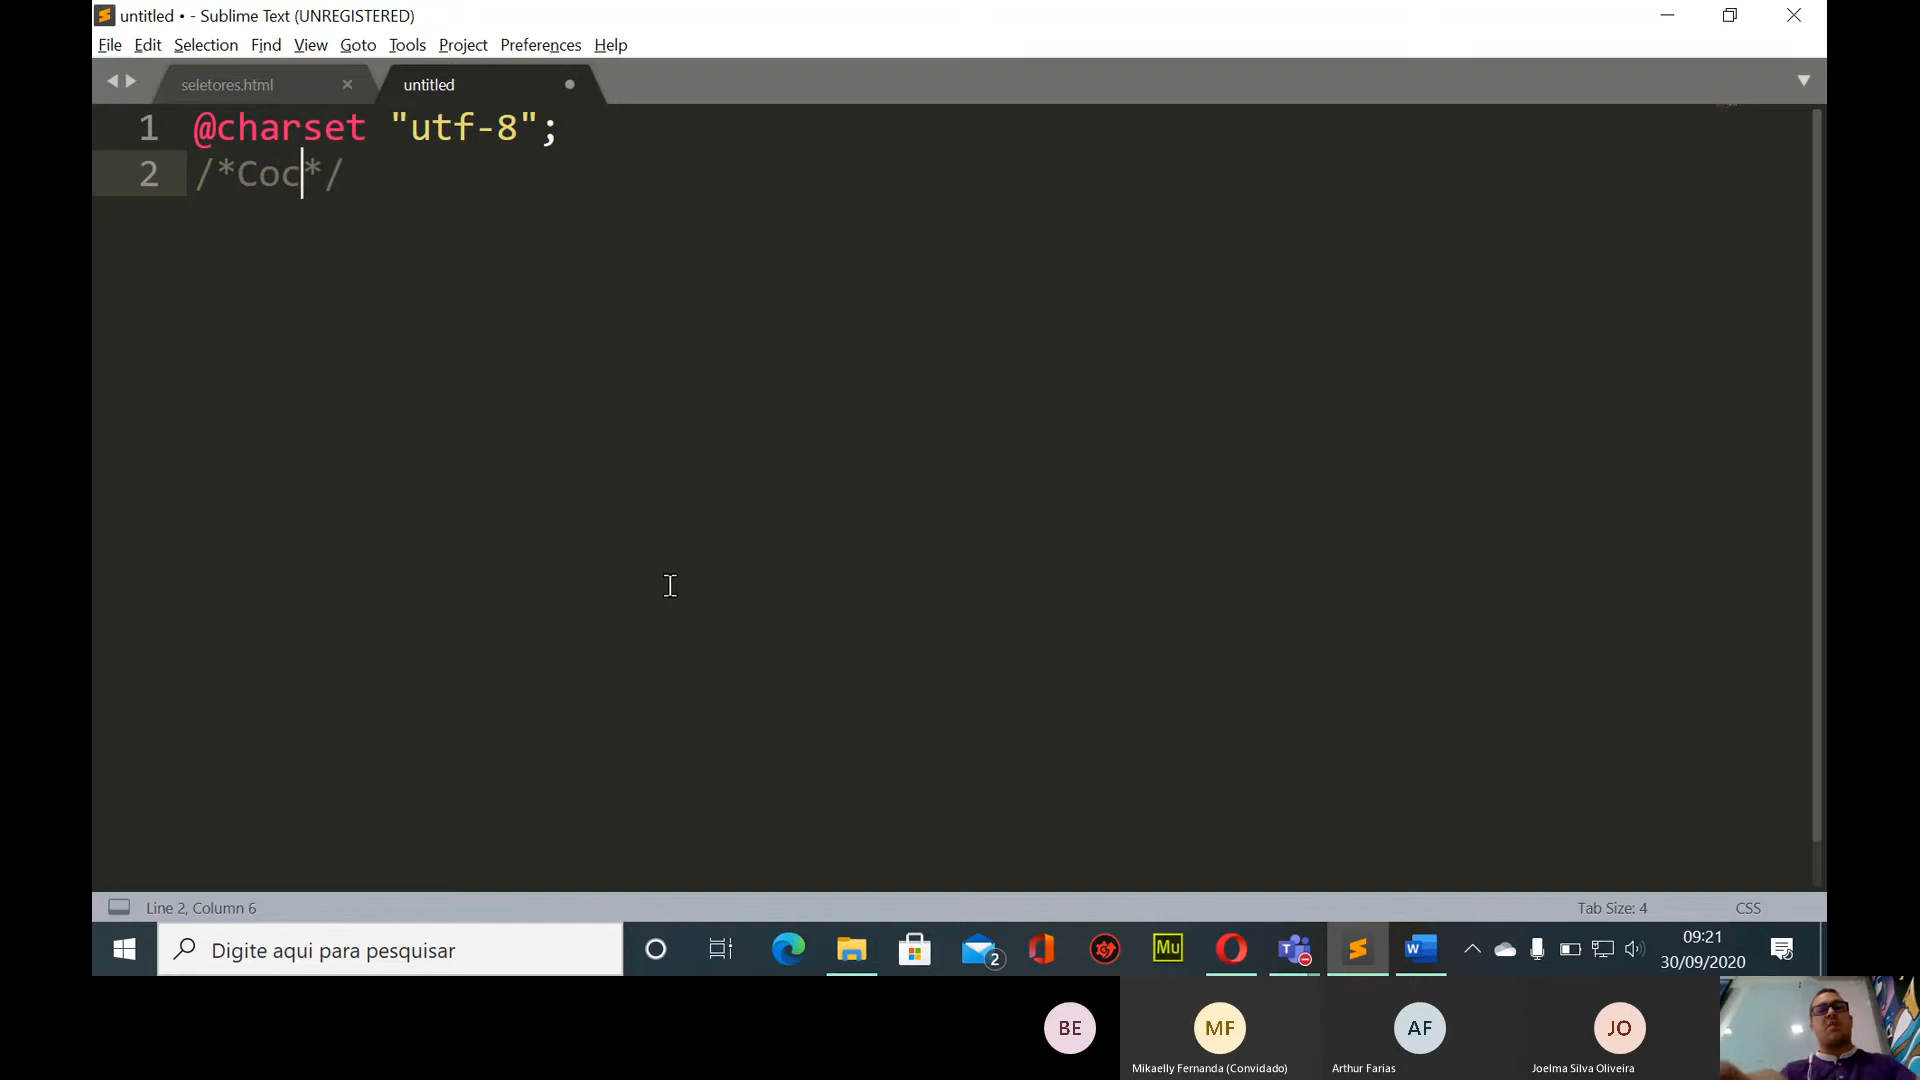 untitled • - Sublime Text (UNREGISTERED)
File Edit Selection Find View Goto Tools Project Preferences Help
seletores.html × untitled
1 @charset "utf-8";
2 /*Coc*/
Line 2, Column 6 Tab Size: 4 CSS
Digite aqui para pesquisar
2
Mu
W
09:21
30/09/2020
BE MF AF JO
Mikaelly Fernanda (Convidado) Arthur Farias Joelma Silva Oliveira